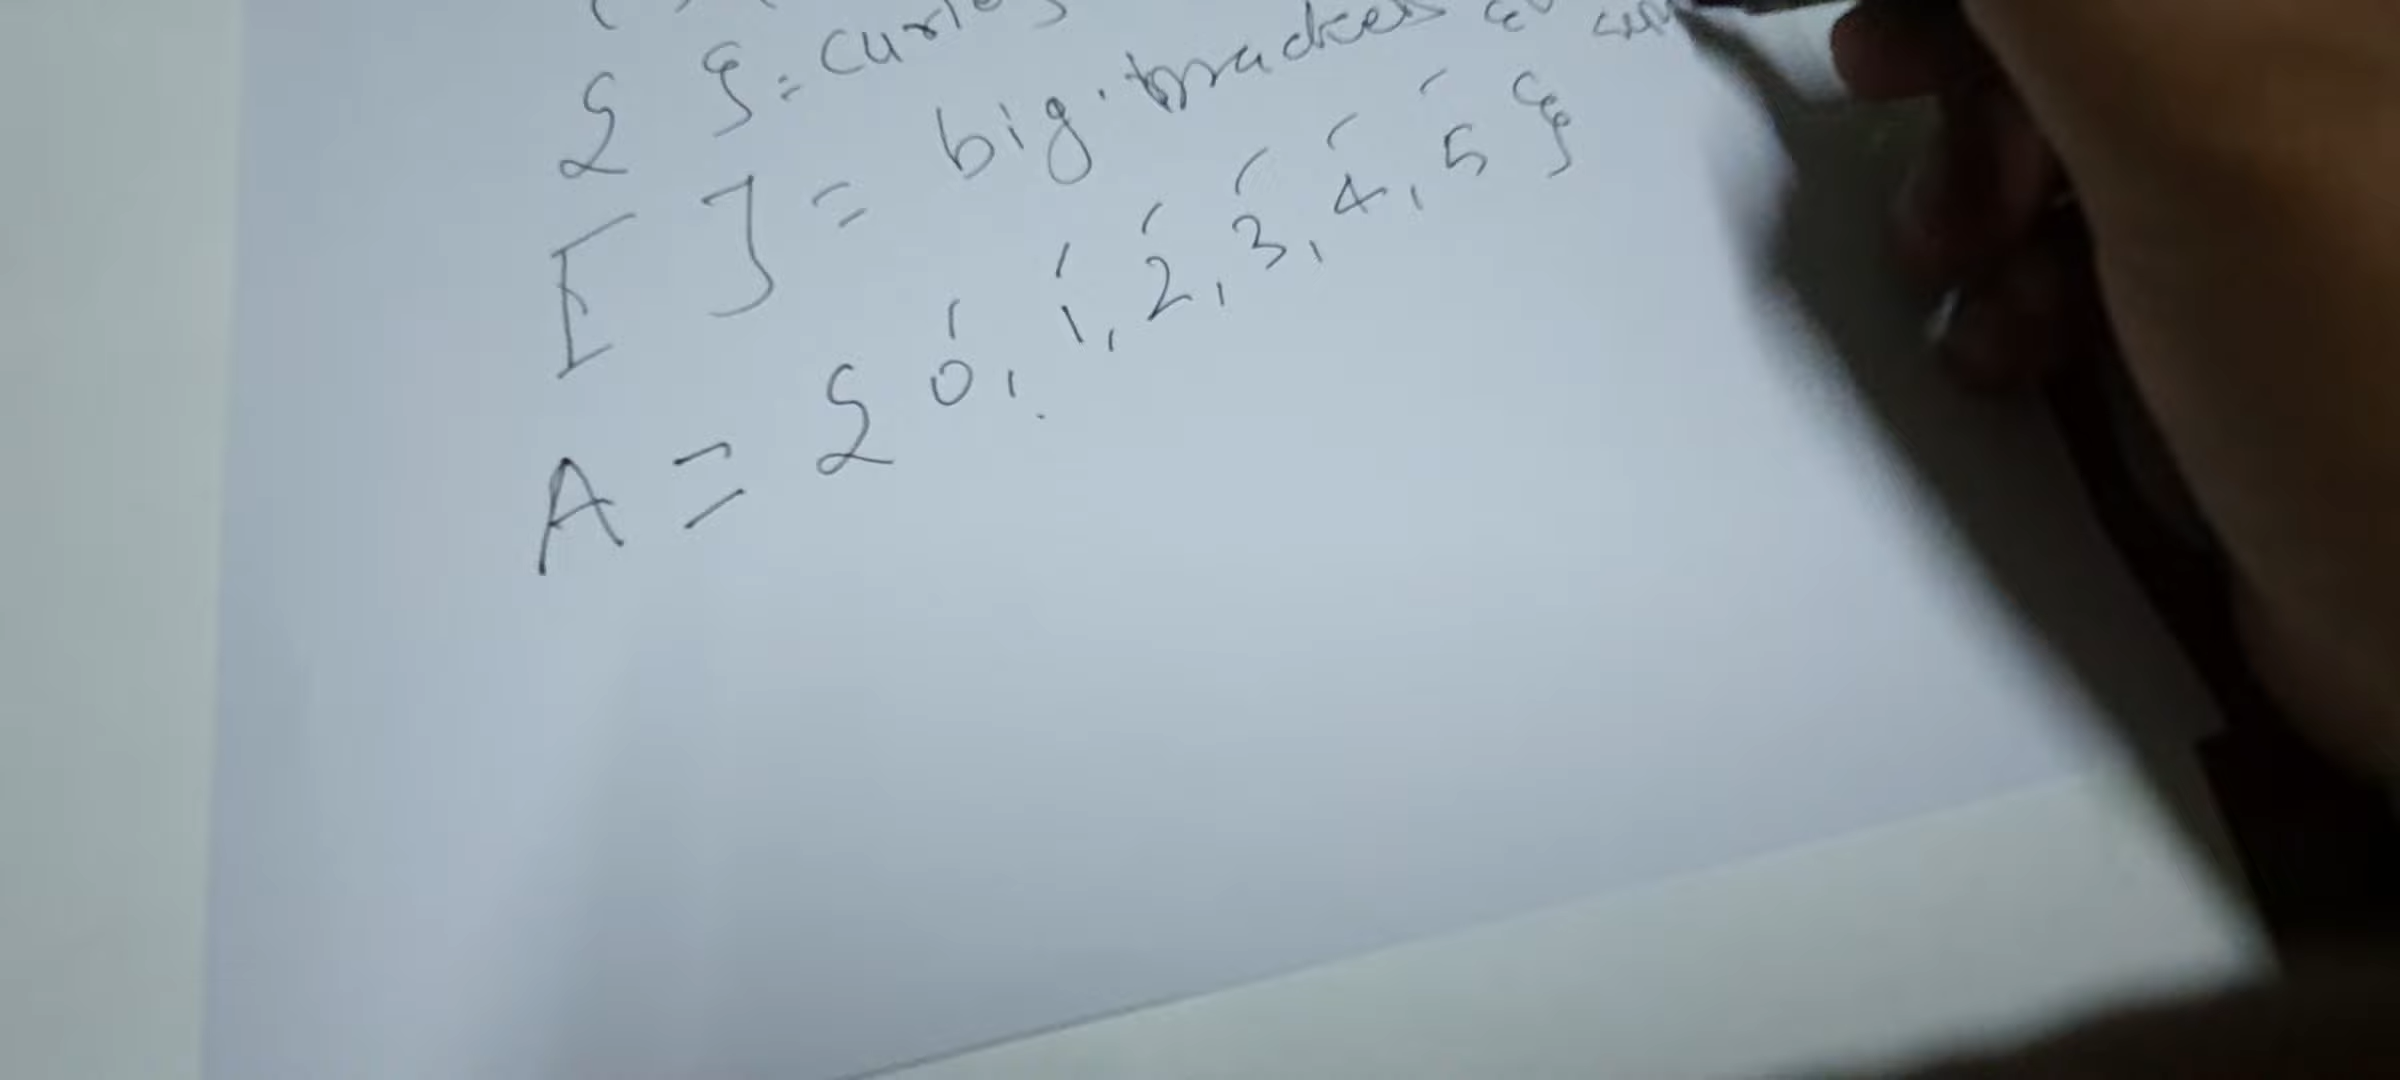 { } = curly
[ ] = big brackets
A = { 0, 1, 2, 3, 4, 5 }